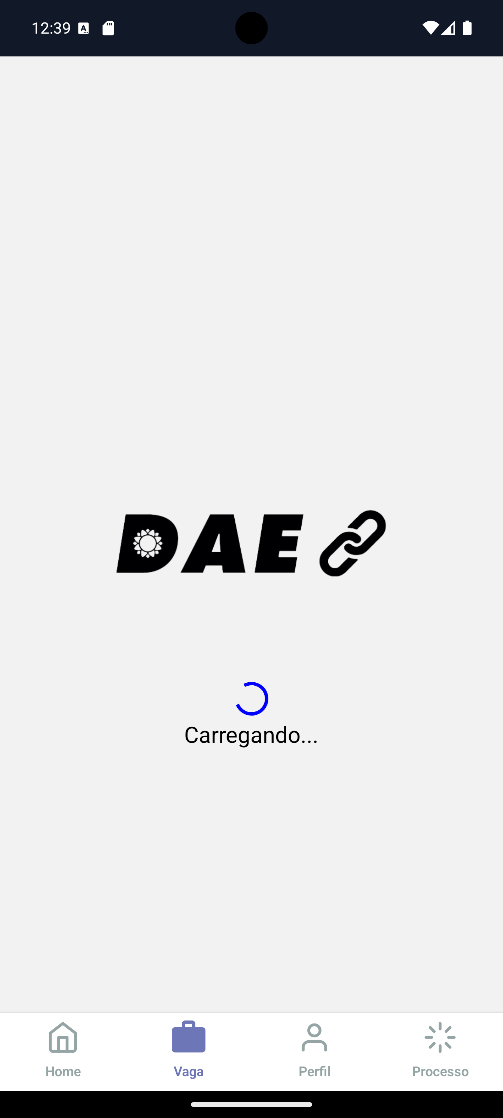 12:39
DAE
Carregando...
Home
Vaga
Perfil
Processo